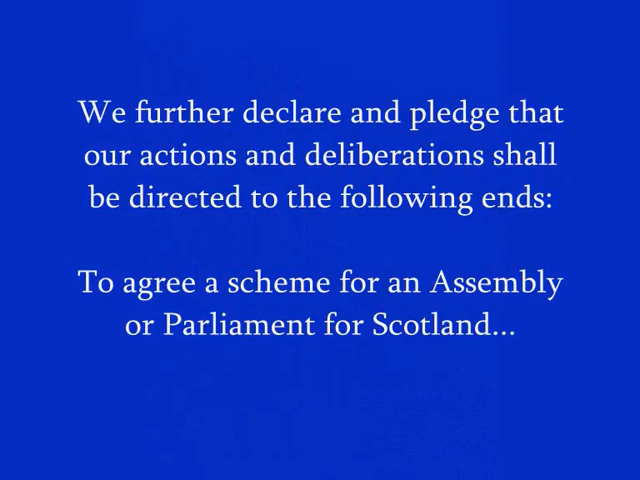 We further declare and pledge that
our actions and deliberations shall
be directed to the following ends:
To agree a scheme for an Assembly
or Parliament for Scotland...